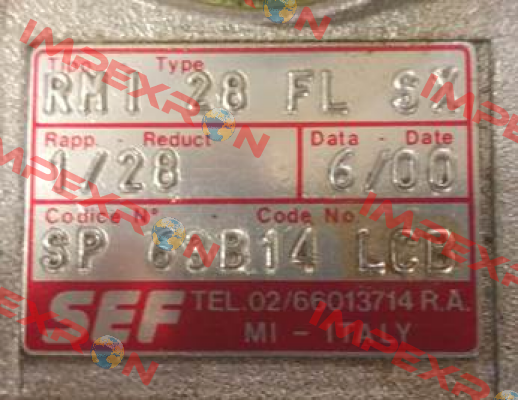 Tipo Type
RMI 28 FL SX
Rapp. - Reduct
1/28
Data - Date
6/00
Codice N° - Code No
SP 63B14 LCB
SEF TEL.02/66013714 R.A.
MI - ITALY
IMPEXRON